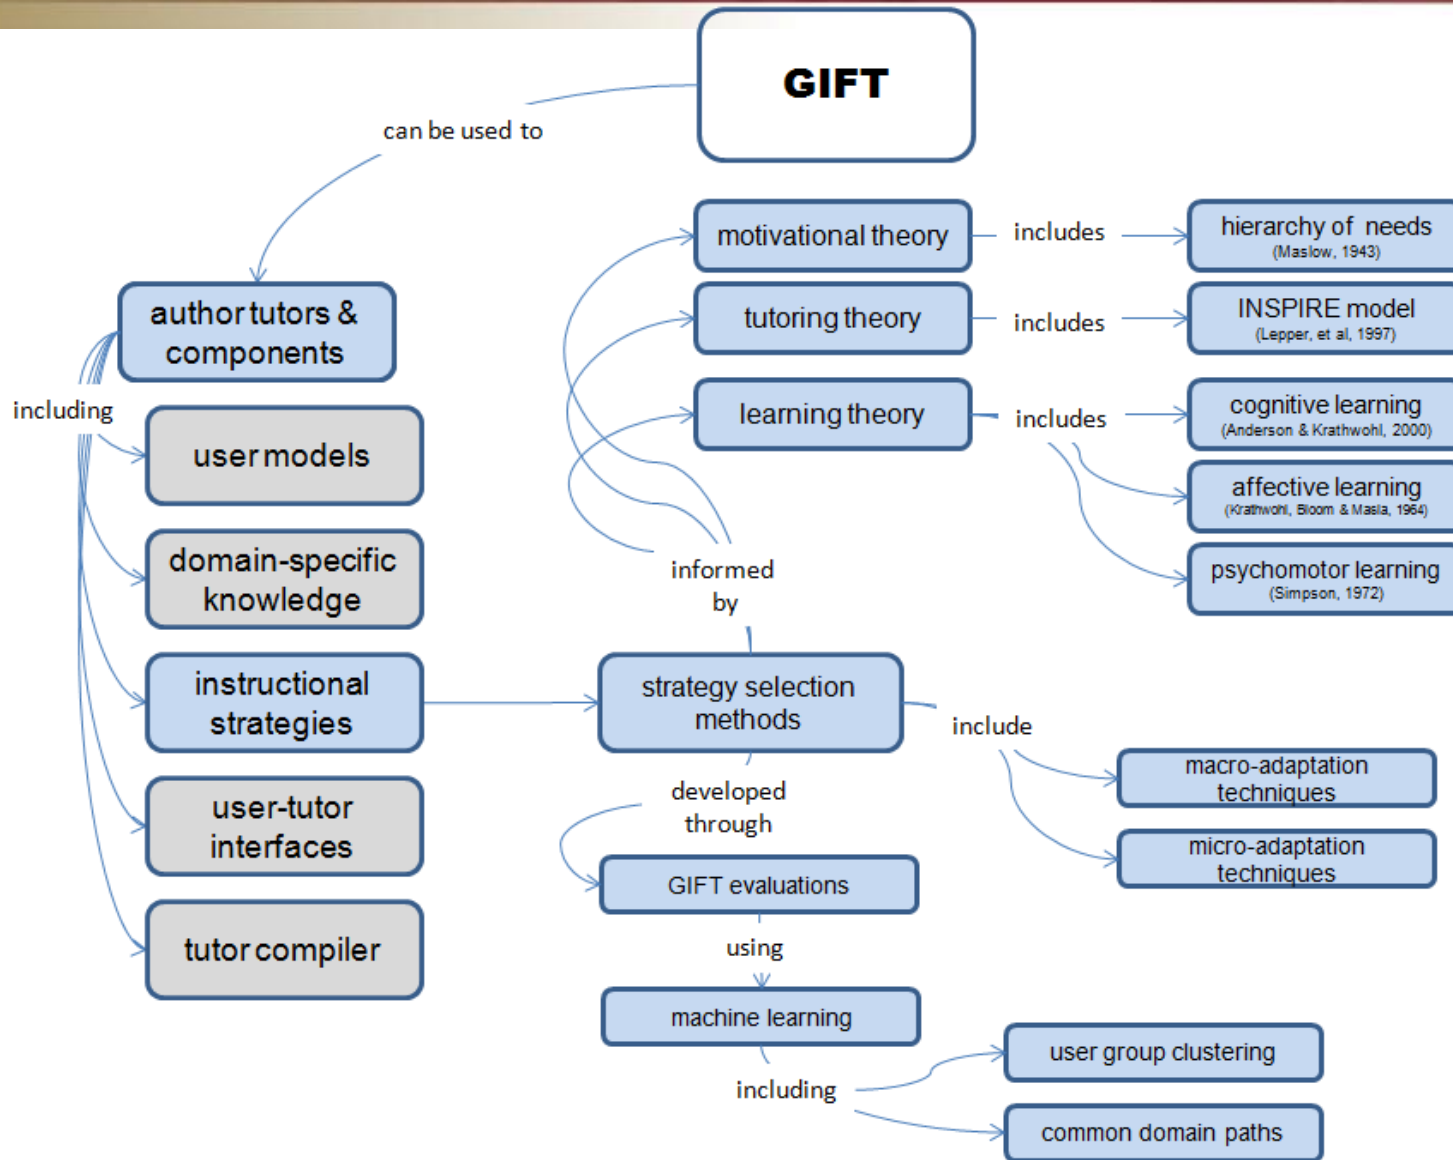 GIFT
can be used to
author tutors &
components
including
user models
domain-specific
knowledge
instructional
strategies
user-tutor
interfaces
tutor compiler
motivational theory
includes
hierarchy of needs
(Maslow, 1943)
tutoring theory
includes
INSPIRE model
(Lepper, et al, 1997)
learning theory
includes
cognitive learning
(Anderson & Krathwohl, 2000)
affective learning
(Krathwohl, Bloom & Masia, 1964)
psychomotor learning
(Simpson, 1972)
informed
by
strategy selection
methods
include
macro-adaptation
techniques
micro-adaptation
techniques
developed
through
GIFT evaluations
using
machine learning
including
user group clustering
common domain paths